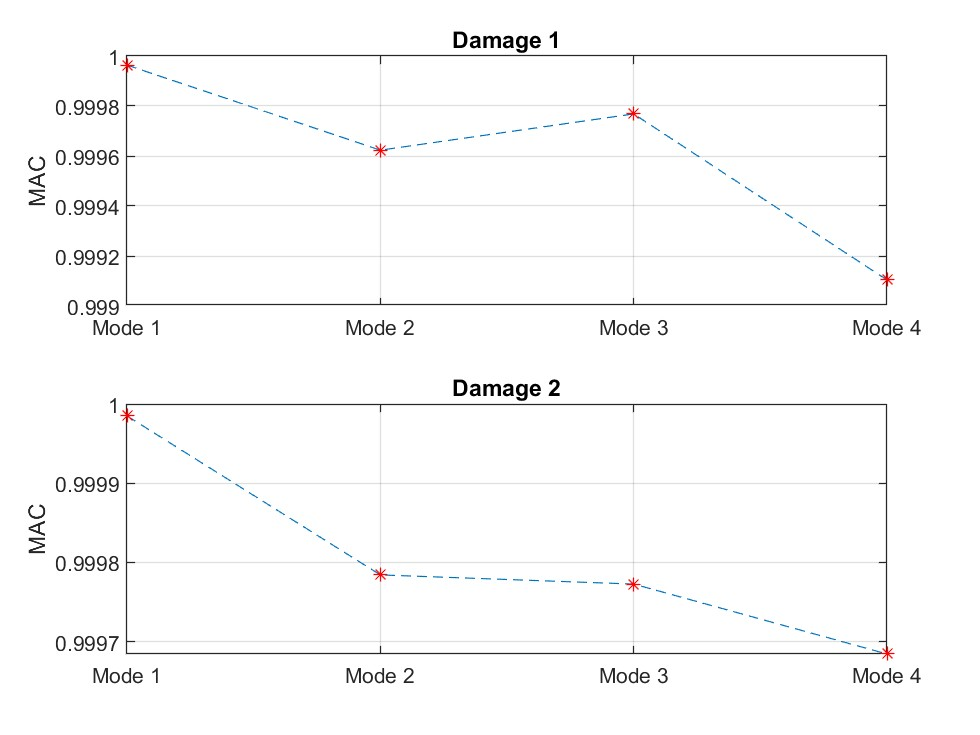 Damage 1
1
0.9998
0.9996
0.9994
0.9992
0.999
MAC
Mode 1 Mode 2 Mode 3 Mode 4
Damage 2
1
0.9999
0.9998
0.9997
MAC
Mode 1 Mode 2 Mode 3 Mode 4